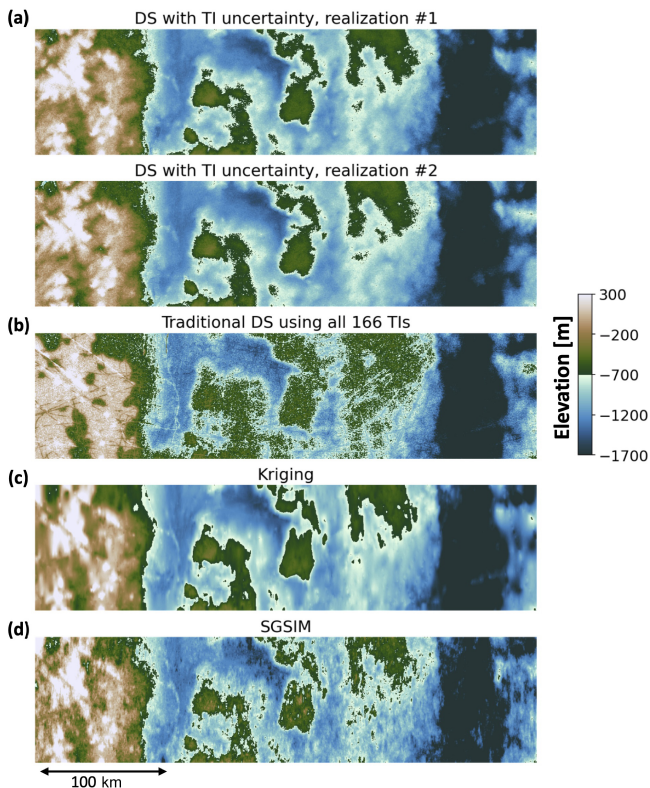 (a)
DS with TI uncertainty, realization #1
DS with TI uncertainty, realization #2
(b)
Traditional DS using all 166 TIs
(c)
Kriging
(d)
SGSIM
100 km
Elevation [m]
300
−200
−700
−1200
−1700